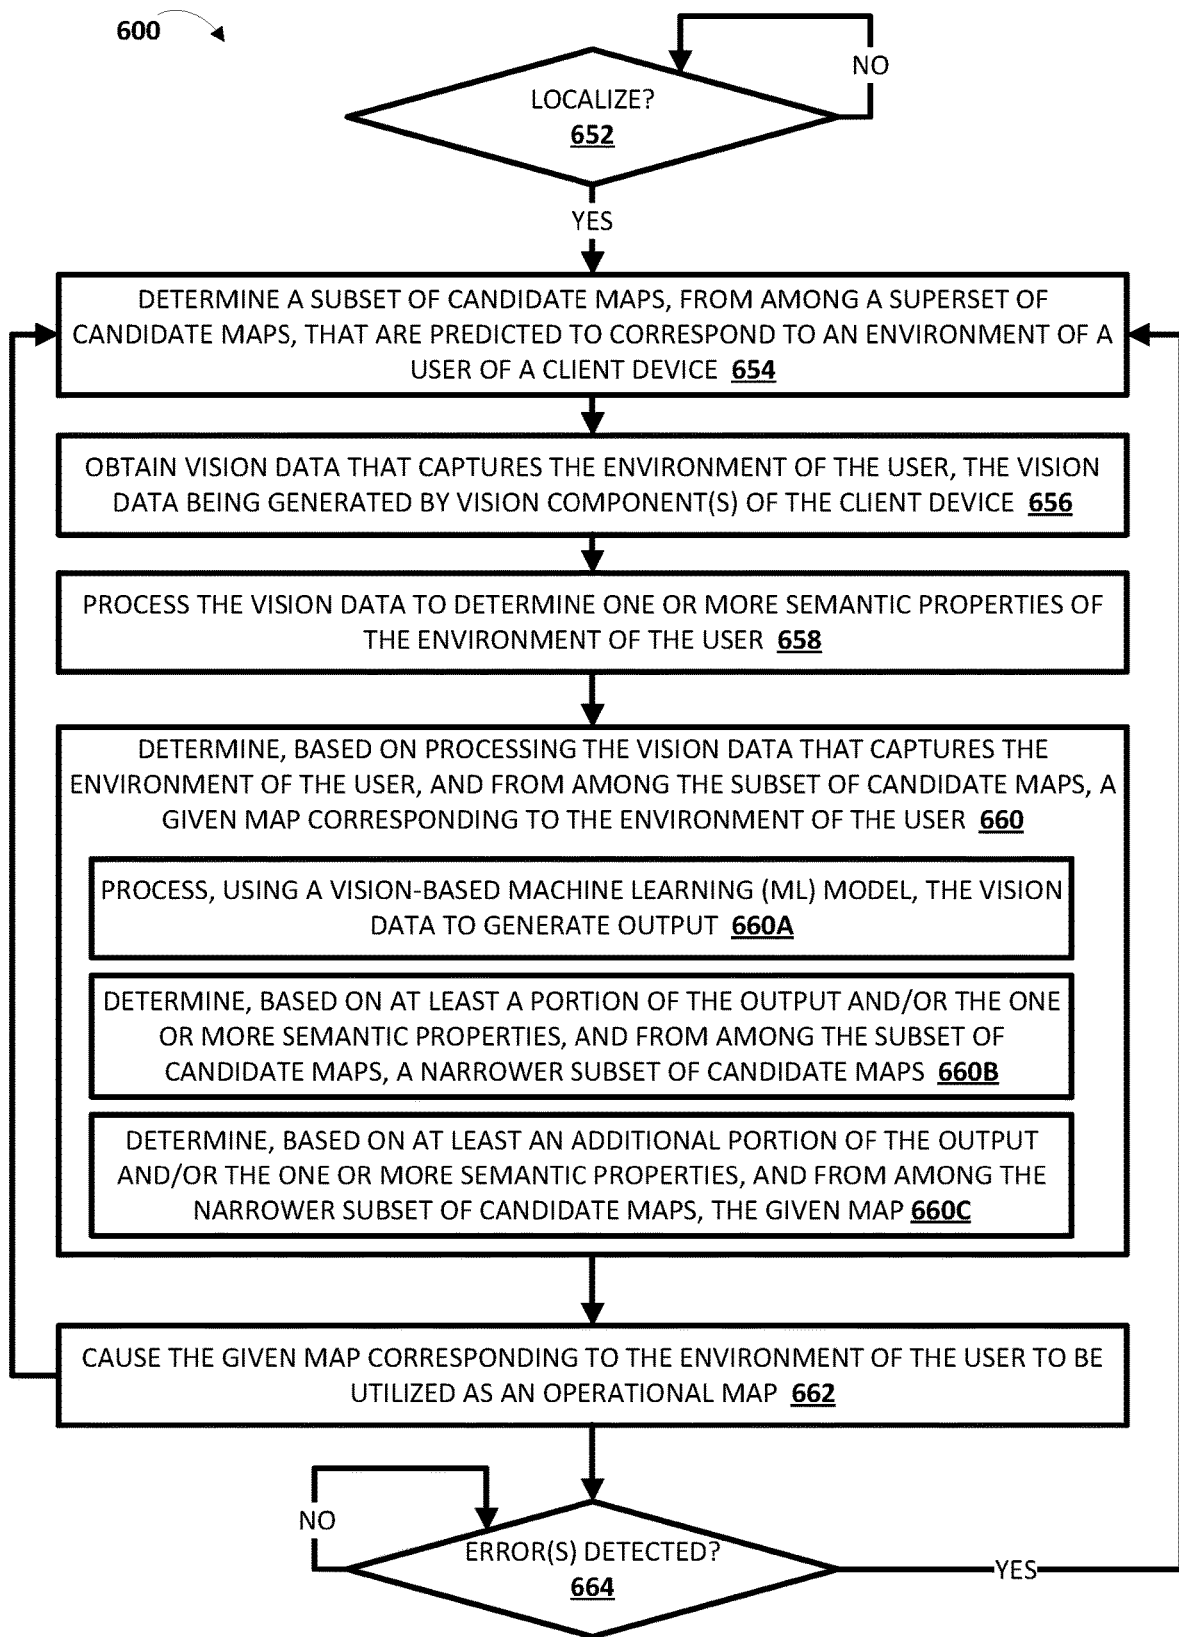 600
NO
LOCALIZE?
652
YES
DETERMINE A SUBSET OF CANDIDATE MAPS, FROM AMONG A SUPERSET OF
CANDIDATE MAPS, THAT ARE PREDICTED TO CORRESPOND TO AN ENVIRONMENT OF A
USER OF A CLIENT DEVICE 654
OBTAIN VISION DATA THAT CAPTURES THE ENVIRONMENT OF THE USER, THE VISION
DATA BEING GENERATED BY VISION COMPONENT(S) OF THE CLIENT DEVICE 656
PROCESS THE VISION DATA TO DETERMINE ONE OR MORE SEMANTIC PROPERTIES OF
THE ENVIRONMENT OF THE USER 658
DETERMINE, BASED ON PROCESSING THE VISION DATA THAT CAPTURES THE
ENVIRONMENT OF THE USER, AND FROM AMONG THE SUBSET OF CANDIDATE MAPS, A
GIVEN MAP CORRESPONDING TO THE ENVIRONMENT OF THE USER 660
PROCESS, USING A VISION-BASED MACHINE LEARNING (ML) MODEL, THE VISION
DATA TO GENERATE OUTPUT 660A
DETERMINE, BASED ON AT LEAST A PORTION OF THE OUTPUT AND/OR THE ONE
OR MORE SEMANTIC PROPERTIES, AND FROM AMONG THE SUBSET OF
CANDIDATE MAPS, A NARROWER SUBSET OF CANDIDATE MAPS 660B
DETERMINE, BASED ON AT LEAST AN ADDITIONAL PORTION OF THE OUTPUT
AND/OR THE ONE OR MORE SEMANTIC PROPERTIES, AND FROM AMONG THE
NARROWER SUBSET OF CANDIDATE MAPS, THE GIVEN MAP 660C
CAUSE THE GIVEN MAP CORRESPONDING TO THE ENVIRONMENT OF THE USER TO BE
UTILIZED AS AN OPERATIONAL MAP 662
NO
ERROR(S) DETECTED?
664
YES